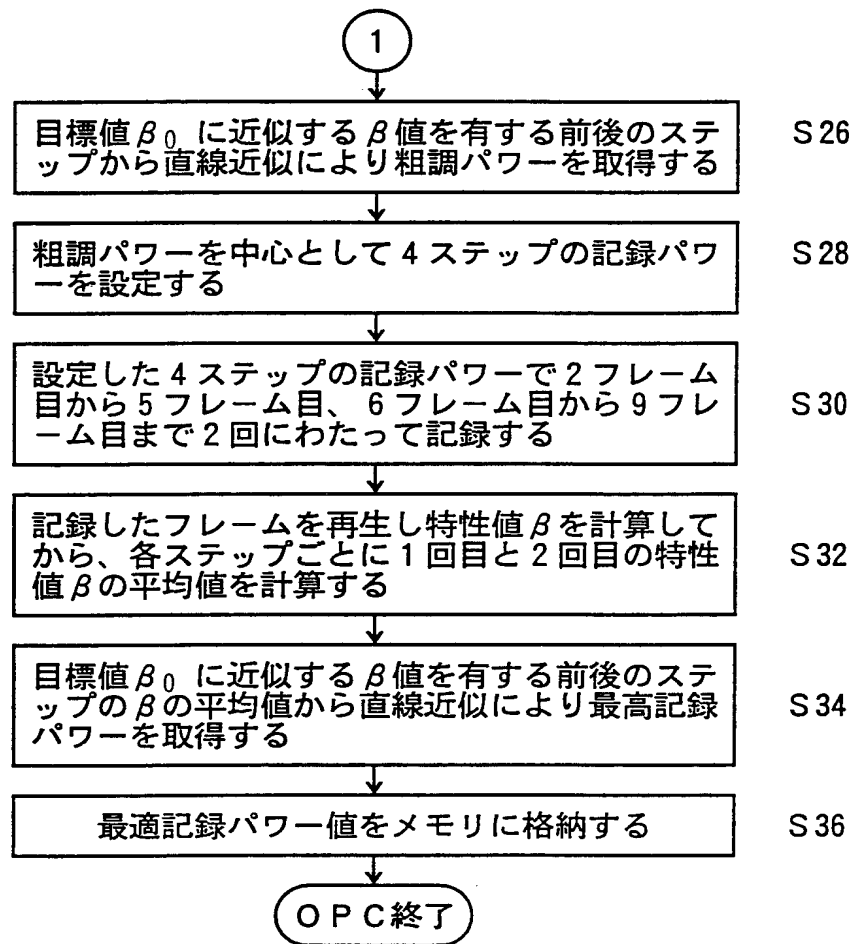 1
目標値β0 に近似するβ値を有する前後のステ
ップから直線近似により粗調パワーを取得する
S26
粗調パワーを中心として4ステップの記録パワ
ーを設定する
S28
設定した4ステップの記録パワーで2フレーム
目から5フレーム目、6フレーム目から9フレ
ーム目まで2回にわたって記録する
S30
記録したフレームを再生し特性値βを計算して
から、各ステップごとに1回目と2回目の特性
値βの平均値を計算する
S32
目標値β0 に近似するβ値を有する前後のステ
ップのβの平均値から直線近似により最高記録
パワーを取得する
S34
最適記録パワー値をメモリに格納する
S36
OPC終了